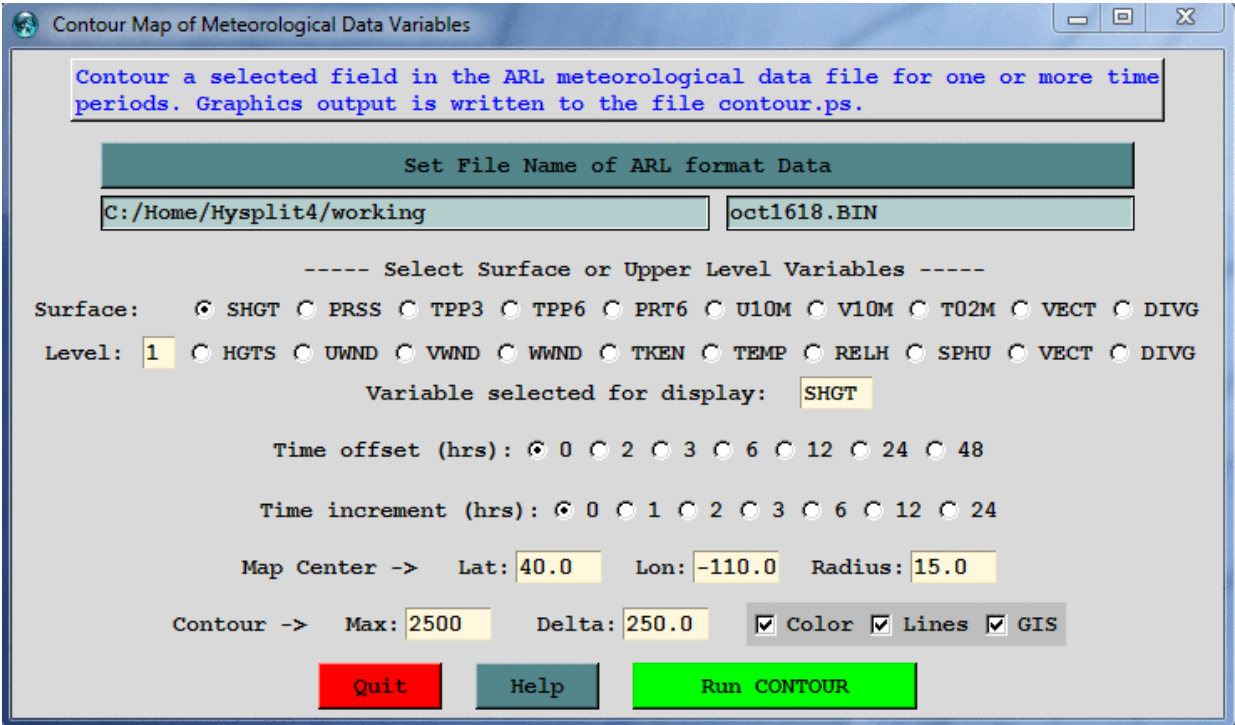 Contour Map of Meteorological Data Variables
Contour a selected field in the ARL meteorological data file for one or more time
periods. Graphics output is written to the file contour.ps.
Set File Name of ARL format Data
C:/Home/Hysplit4/working oct1618.BIN
----- Select Surface or Upper Level Variables -----
Surface: SHGT PRSS TPP3 TPP6 PRT6 U10M V10M T02M VECT DIVG
Level: 1 HGTS UWND VWND WWND TKEN TEMP RELH SPHU VECT DIVG
Variable selected for display: SHGT
Time offset (hrs): 0 2 3 6 12 24 48
Time increment (hrs): 0 1 2 3 6 12 24
Map Center -> Lat: 40.0 Lon: -110.0 Radius: 15.0
Contour -> Max: 2500 Delta: 250.0 Color Lines GIS
Quit Help Run CONTOUR